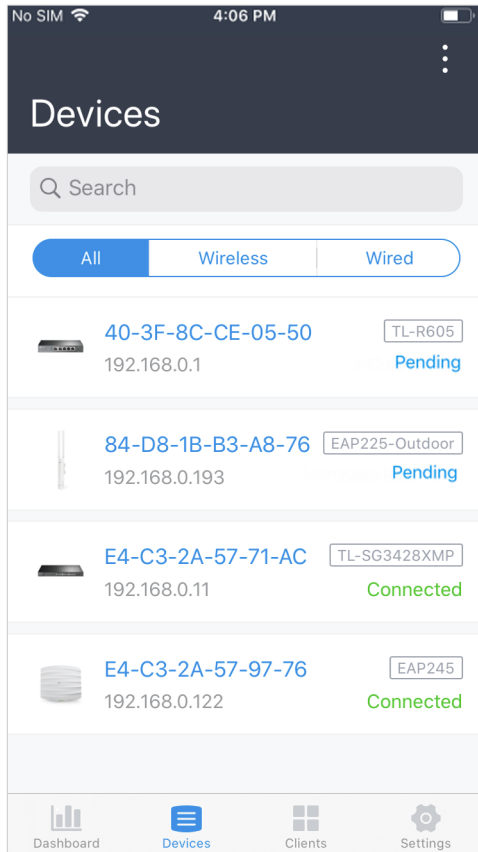 No SIM 4:06 PM
Devices
Search
All Wireless Wired
40-3F-8C-CE-05-50 TL-R605
192.168.0.1 Pending
84-D8-1B-B3-A8-76 EAP225-Outdoor
192.168.0.193 Pending
E4-C3-2A-57-71-AC TL-SG3428XMP
192.168.0.11 Connected
E4-C3-2A-57-97-76 EAP245
192.168.0.122 Connected
Dashboard Devices Clients Settings